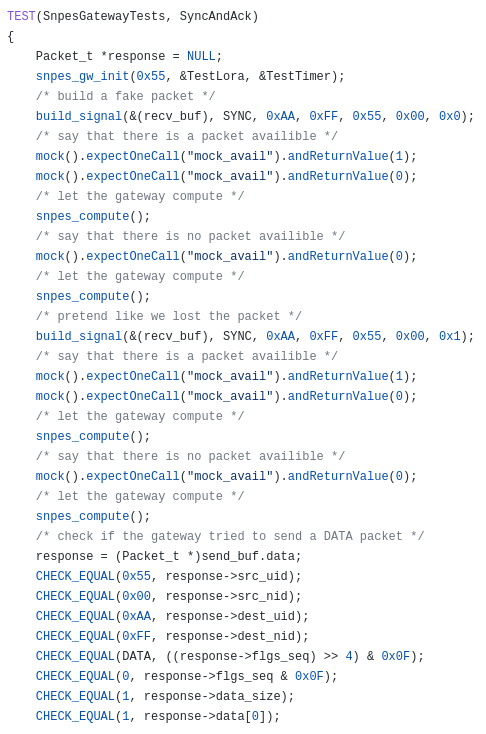 TEST(SnpesGatewayTests, SyncAndAck)
{
    Packet_t *response = NULL;
    snpes_gw_init(0x55, &TestLora, &TestTimer);
    /* build a fake packet */
    build_signal(&(recv_buf), SYNC, 0xAA, 0xFF, 0x55, 0x00, 0x0);
    /* say that there is a packet availible */
    mock().expectOneCall("mock_avail").andReturnValue(1);
    mock().expectOneCall("mock_avail").andReturnValue(0);
    /* let the gateway compute */
    snpes_compute();
    /* say that there is no packet availible */
    mock().expectOneCall("mock_avail").andReturnValue(0);
    /* let the gateway compute */
    snpes_compute();
    /* pretend like we lost the packet */
    build_signal(&(recv_buf), SYNC, 0xAA, 0xFF, 0x55, 0x00, 0x1);
    /* say that there is a packet availible */
    mock().expectOneCall("mock_avail").andReturnValue(1);
    mock().expectOneCall("mock_avail").andReturnValue(0);
    /* let the gateway compute */
    snpes_compute();
    /* say that there is no packet availible */
    mock().expectOneCall("mock_avail").andReturnValue(0);
    /* let the gateway compute */
    snpes_compute();
    /* check if the gateway tried to send a DATA packet */
    response = (Packet_t *)send_buf.data;
    CHECK_EQUAL(0x55, response->src_uid);
    CHECK_EQUAL(0x00, response->src_nid);
    CHECK_EQUAL(0xAA, response->dest_uid);
    CHECK_EQUAL(0xFF, response->dest_nid);
    CHECK_EQUAL(DATA, ((response->flgs_seq) >> 4) & 0x0F);
    CHECK_EQUAL(0, response->flgs_seq & 0x0F);
    CHECK_EQUAL(1, response->data_size);
    CHECK_EQUAL(1, response->data[0]);